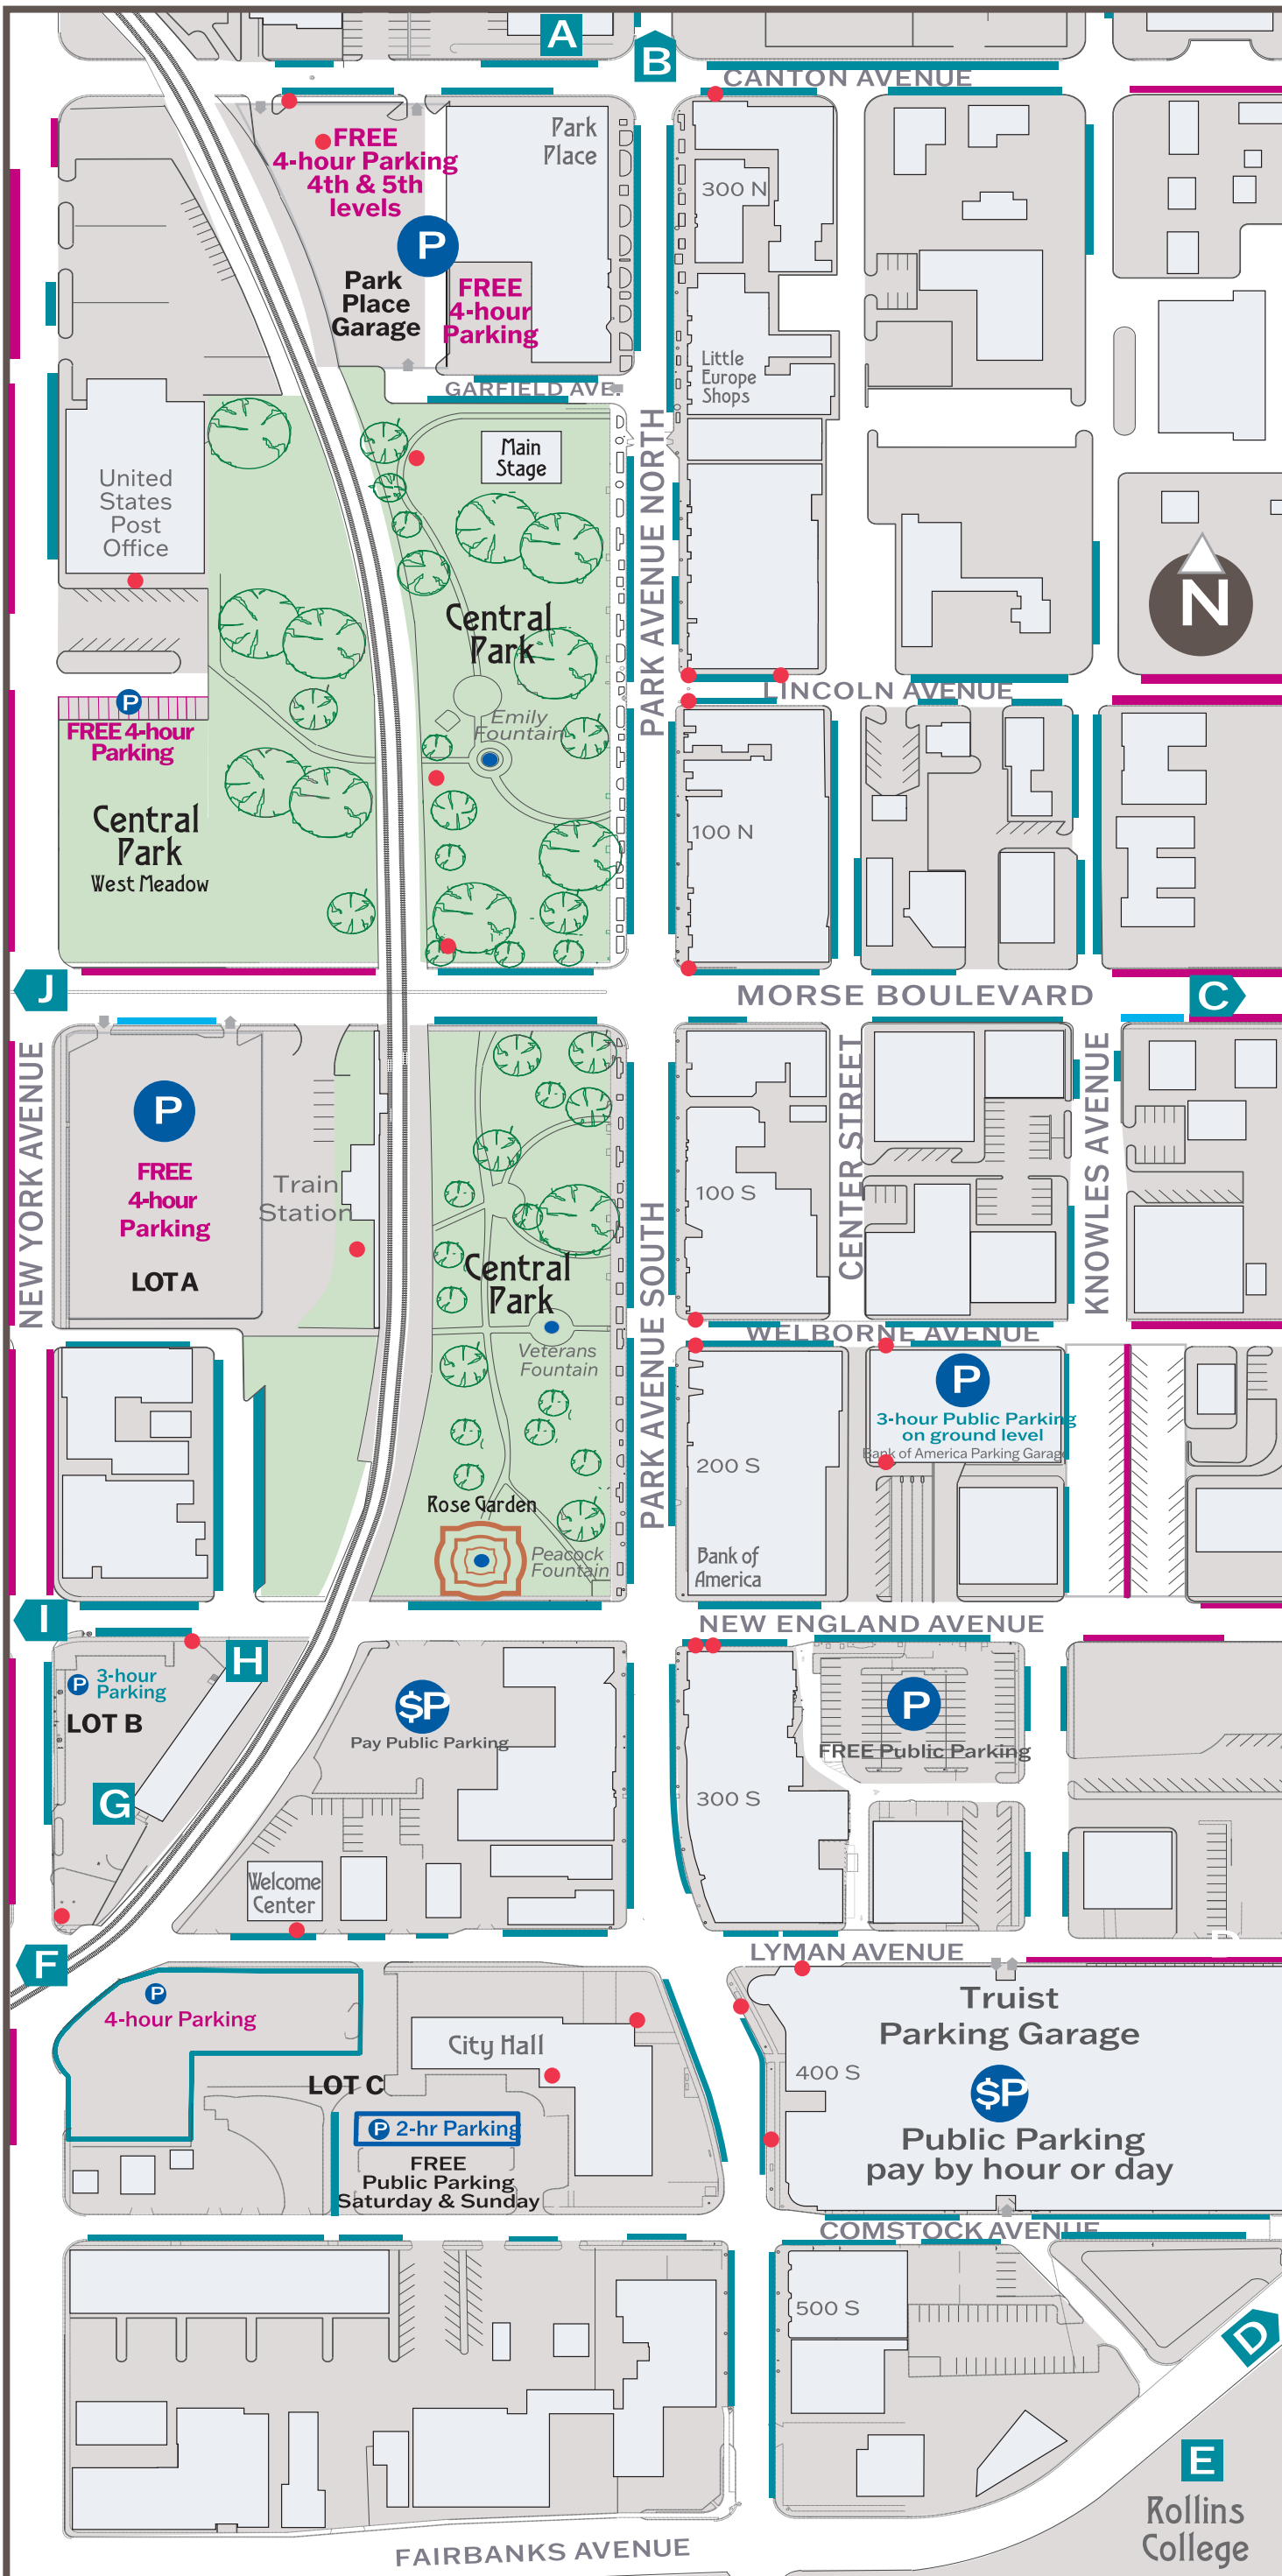 A
B
CANTON AVENUE
FREE
4-hour Parking
4th & 5th
levels
Park
Place
300 N
P
Park
Place
Garage
FREE
4-hour
Parking
Little
Europe
Shops
GARFIELD AVE.
PARK AVENUE NORTH
Main
Stage
United
States
Post
Office
N
Central
Park
P
FREE 4-hour
Parking
LINCOLN AVENUE
Emily
Fountain
Central
Park
West Meadow
100 N
J
MORSE BOULEVARD
C
NEW YORK AVENUE
P
FREE
4-hour
Parking
LOT A
Train
Station
100 S
CENTER STREET
KNOWLES AVENUE
PARK AVENUE SOUTH
Central
Park
WELBORNE AVENUE
Veterans
Fountain
P
3-hour Public Parking
on ground level
Bank of America Parking Garage
200 S
Rose Garden
Peacock
Fountain
Bank of
America
I
NEW ENGLAND AVENUE
H
P 3-hour
Parking
LOT B
$P
Pay Public Parking
P
FREE Public Parking
G
300 S
Welcome
Center
F
LYMAN AVENUE
P
4-hour Parking
Truist
Parking Garage
City Hall
400 S
$P
LOT C
P 2-hr Parking
Public Parking
pay by hour or day
FREE
Public Parking
Saturday & Sunday
COMSTOCK AVENUE
500 S
D
E
Rollins
College
FAIRBANKS AVENUE